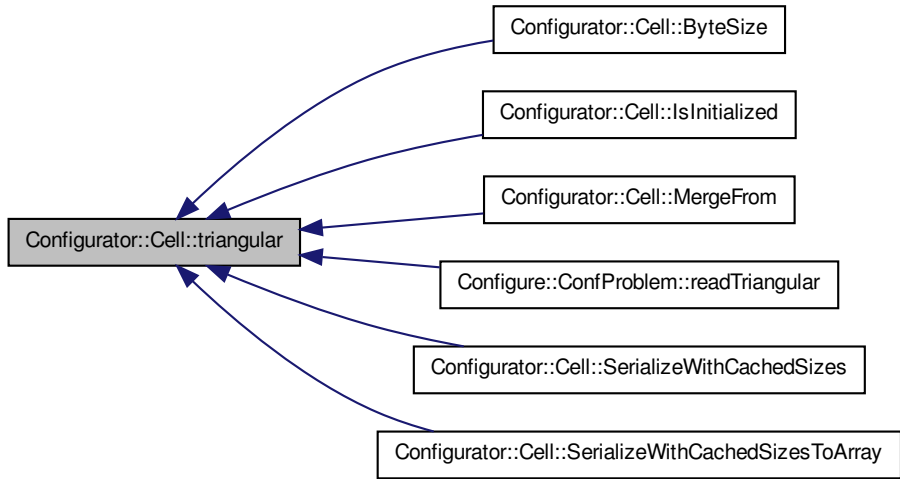 Configurator::Cell::ByteSize
Configurator::Cell::IsInitialized
Configurator::Cell::MergeFrom
Configurator::Cell::triangular
Configure::ConfProblem::readTriangular
Configurator::Cell::SerializeWithCachedSizes
Configurator::Cell::SerializeWithCachedSizesToArray